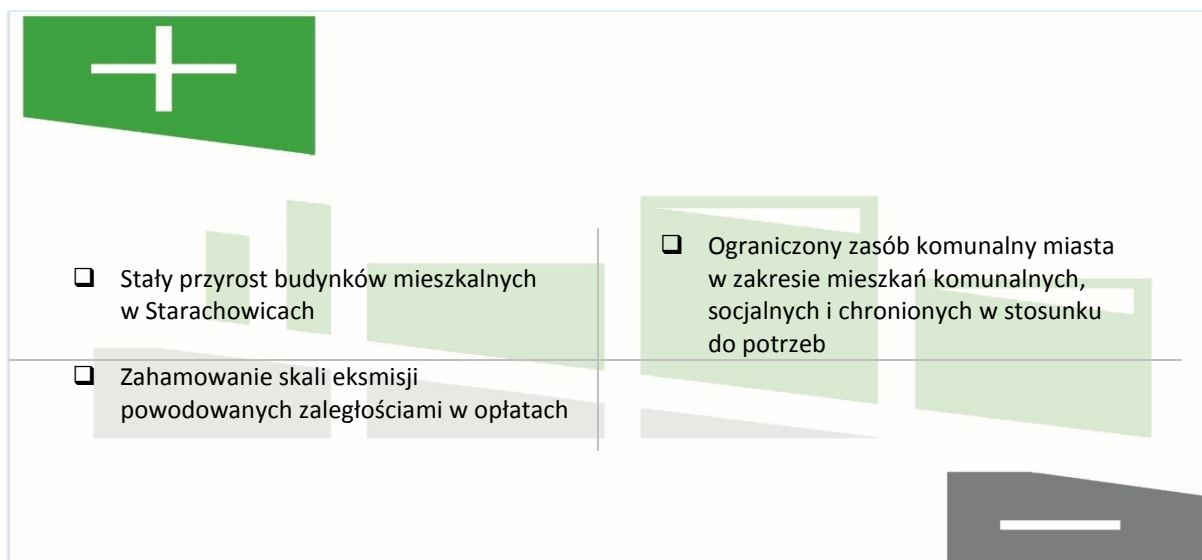 ❑ Stały przyrost budynków mieszkalnych
w Starachowicach
❑ Zahamowanie skali eksmisji
powodowanych zaległościami w opłatach
❑ Ograniczony zasób komunalny miasta
w zakresie mieszkań komunalnych,
socjalnych i chronionych w stosunku
do potrzeb